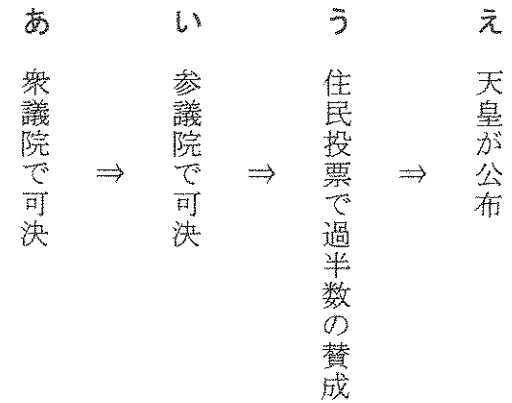 あ 衆議院で可決
⇒
い 参議院で可決
⇒
う 住民投票で過半数の賛成
⇒
え 天皇が公布